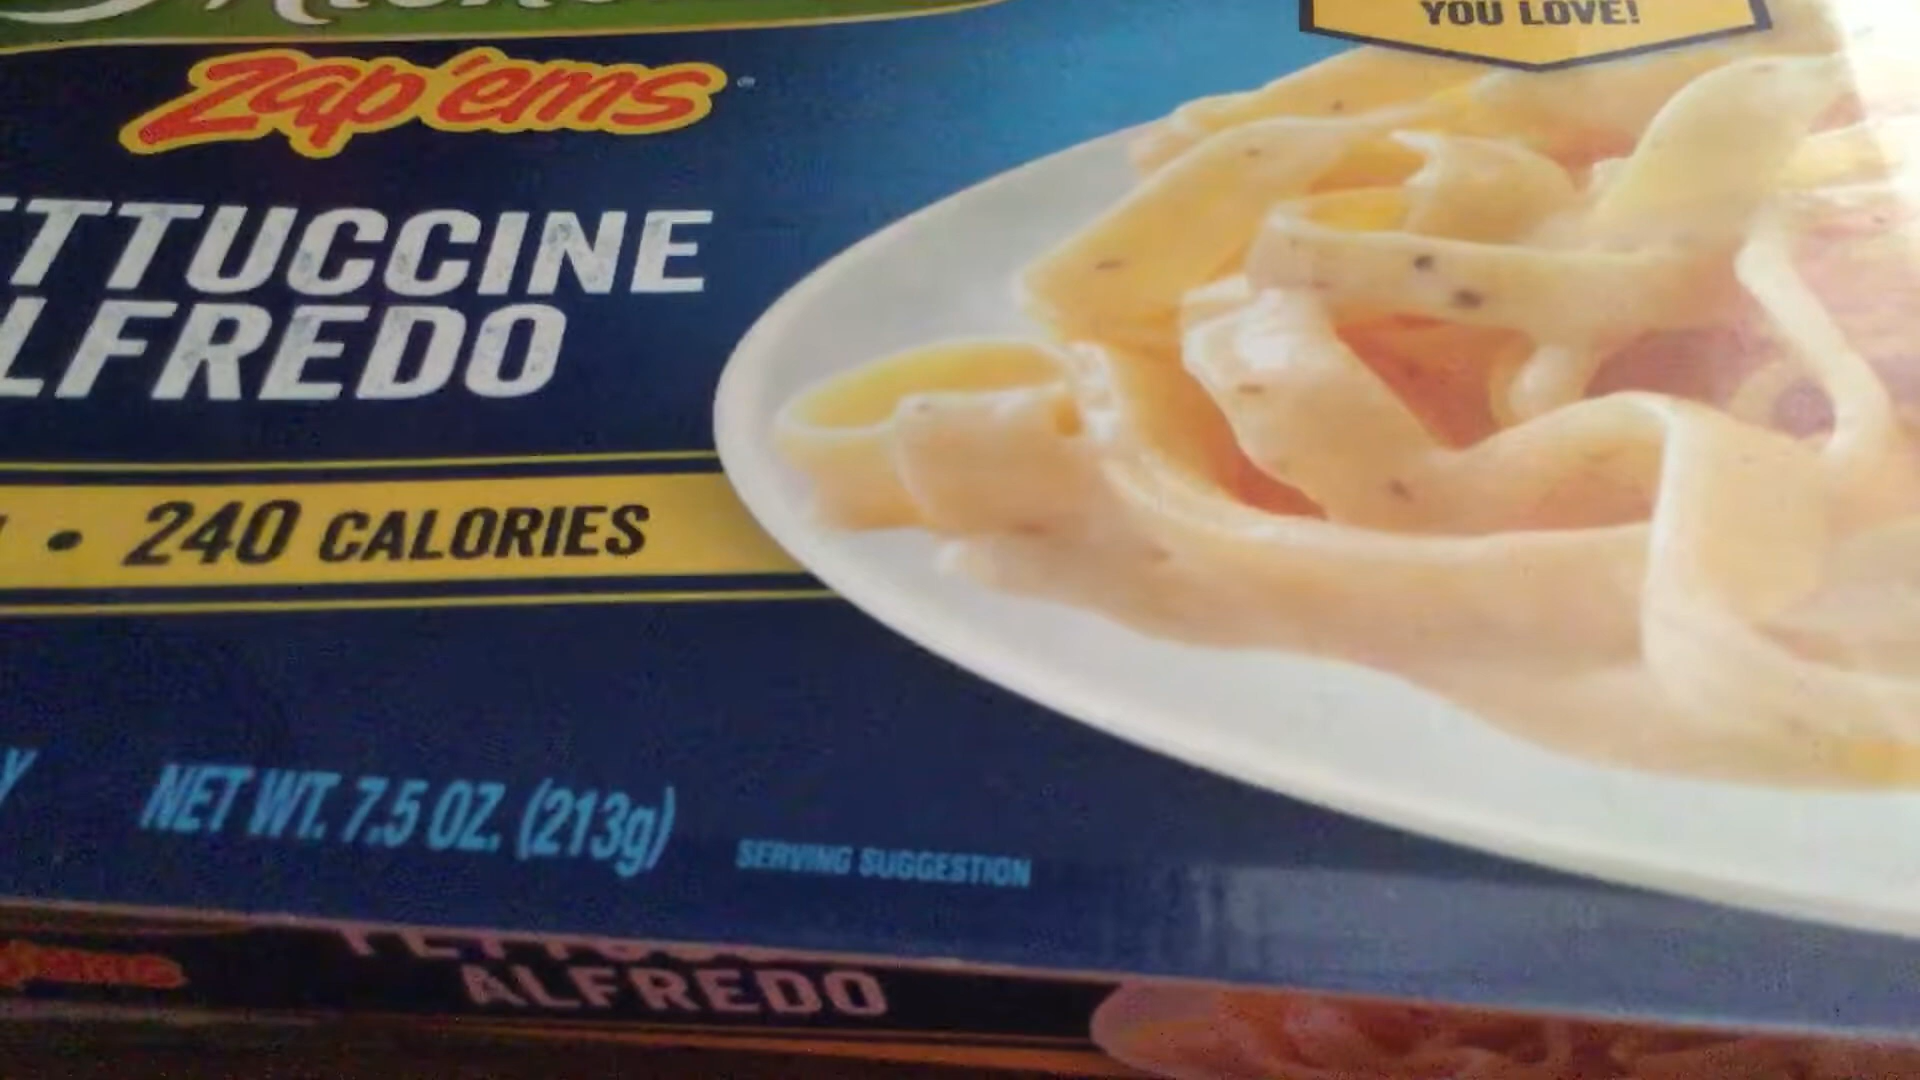 YOU LOVE!
zap'ems
TTUCCINE
LFREDO
• 240 CALORIES
Y NET WT. 7.5 OZ. (213g)
SERVING SUGGESTION
ALFREDO